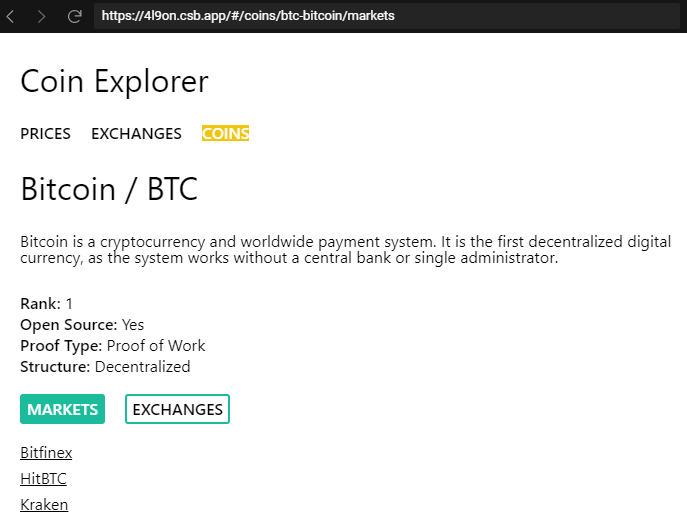 https://4l9on.csb.app/#/coins/btc-bitcoin/markets
Coin Explorer
PRICES EXCHANGES COINS
Bitcoin / BTC
Bitcoin is a cryptocurrency and worldwide payment system. It is the first decentralized digital
currency, as the system works without a central bank or single administrator.
Rank: 1
Open Source: Yes
Proof Type: Proof of Work
Structure: Decentralized
MARKETS EXCHANGES
Bitfinex
HitBTC
Kraken